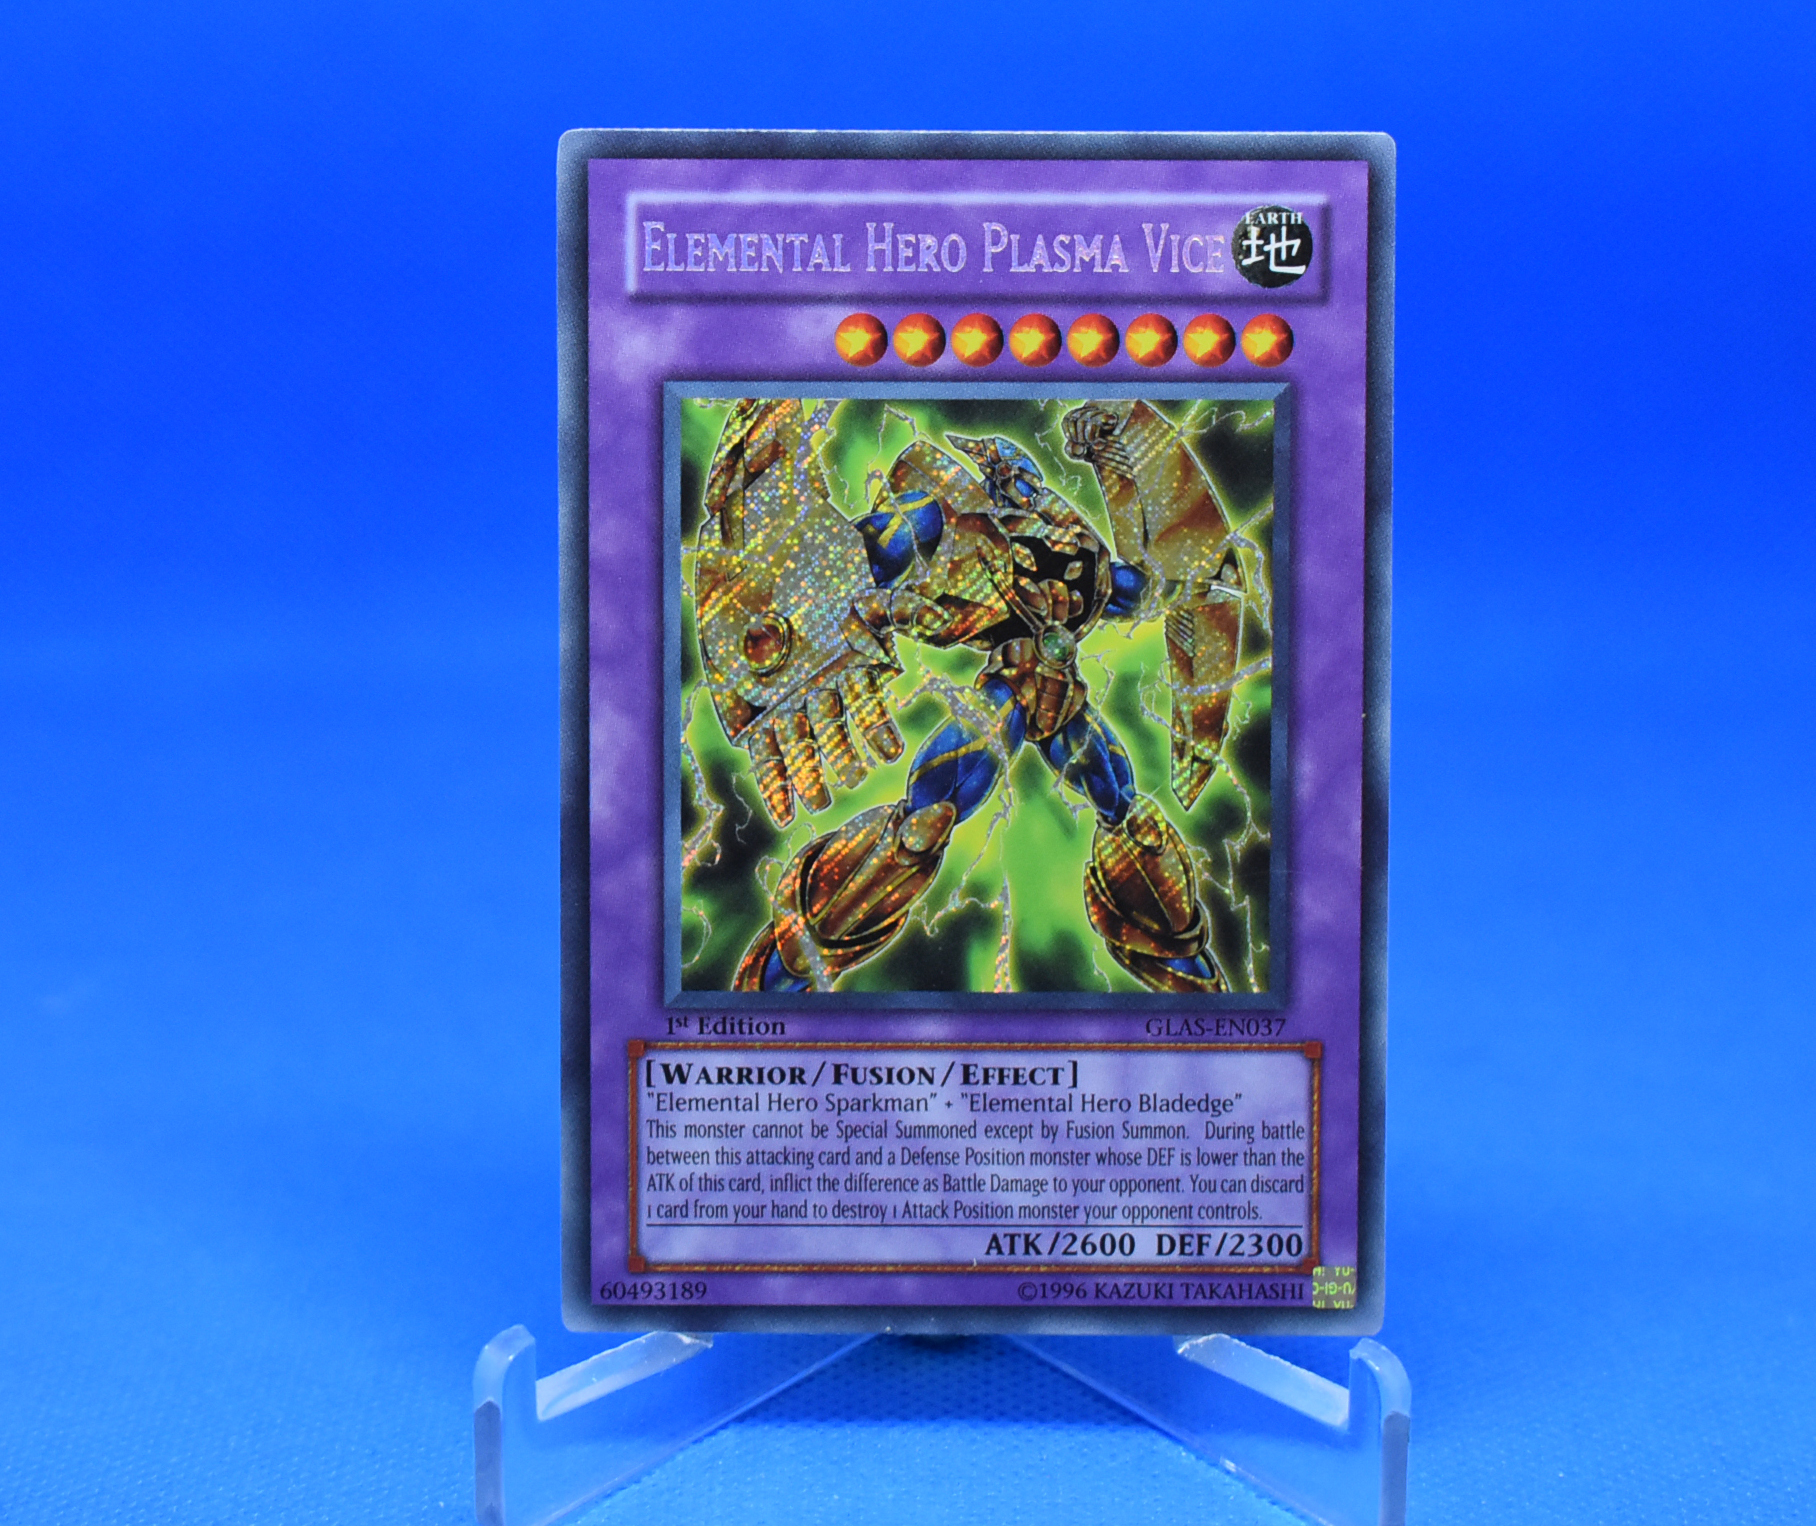 Elemental Hero Plasma Vice
EARTH
地
1st Edition
GLAS-EN037
[Warrior/Fusion/Effect]
"Elemental Hero Sparkman" + "Elemental Hero Bladedge"
This monster cannot be Special Summoned except by Fusion Summon. During battle
between this attacking card and a Defense Position monster whose DEF is lower than the
ATK of this card, inflict the difference as Battle Damage to your opponent. You can discard
1 card from your hand to destroy 1 Attack Position monster your opponent controls.
ATK/2600 DEF/2300
60493189
©1996 KAZUKI TAKAHASHI